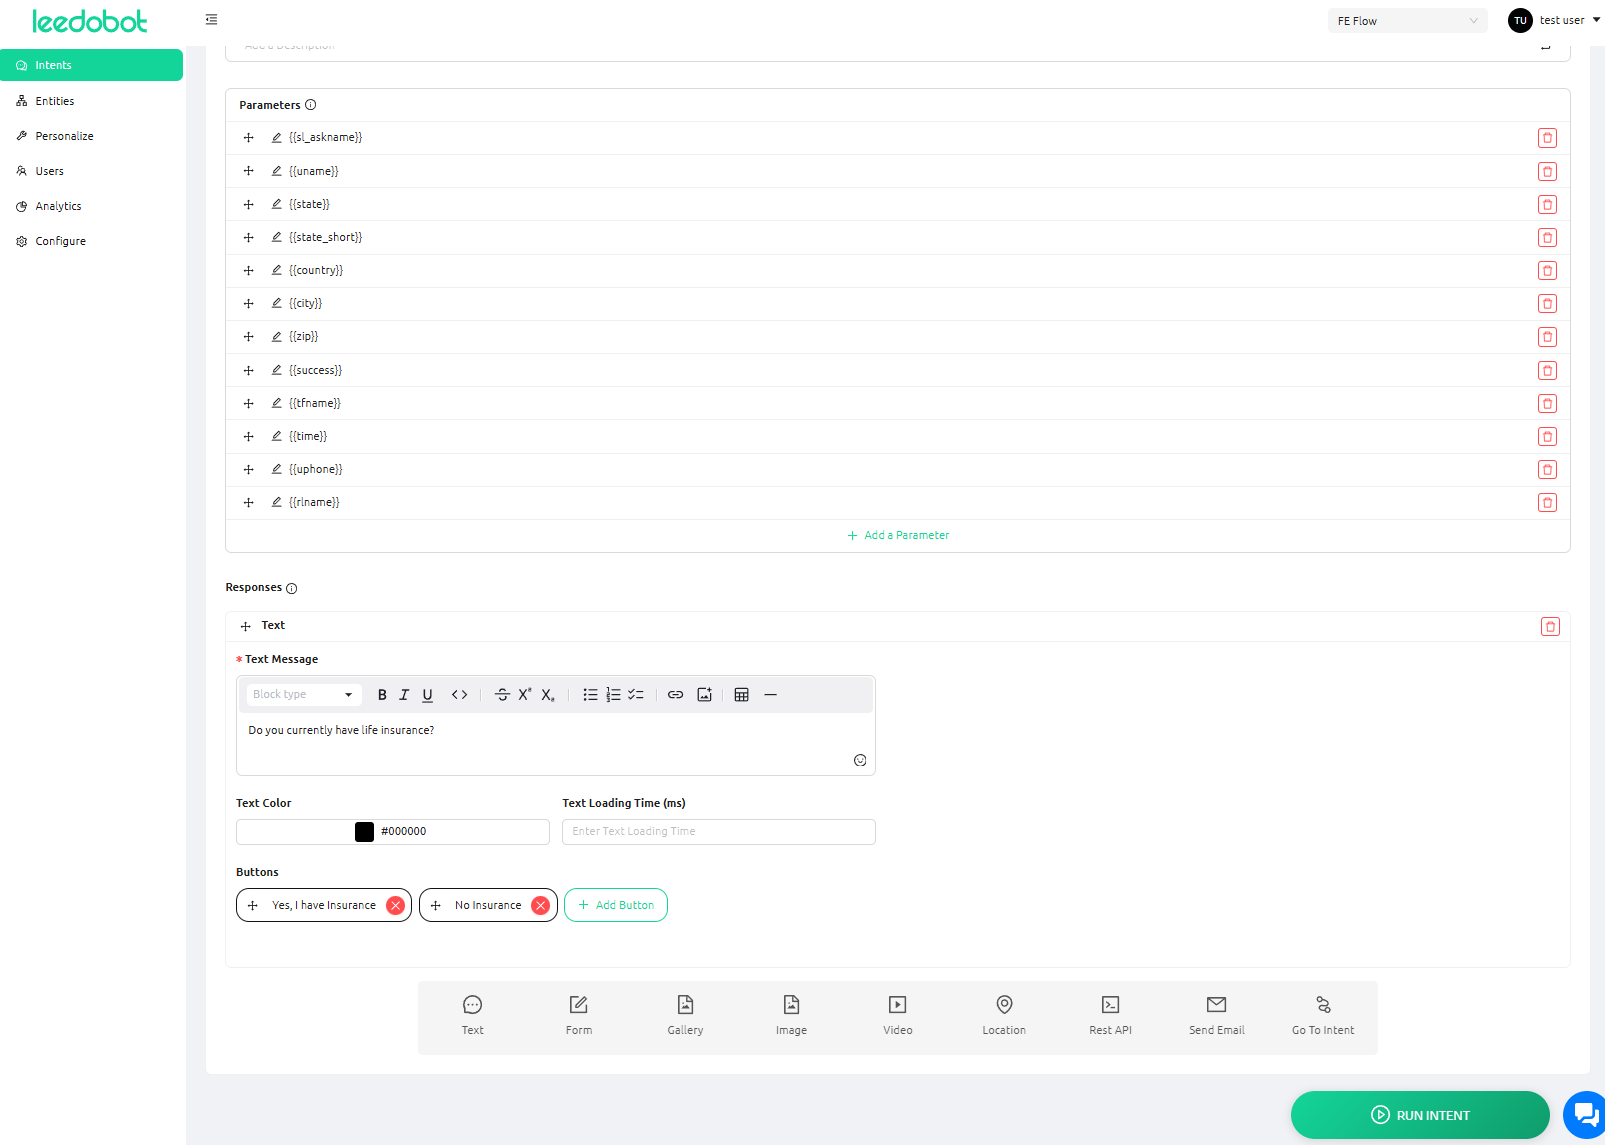 leedobot
FE Flow
TU test user
Intents
Entities
Personalize
Users
Analytics
Configure
Add a Description
Parameters
{{sl_askname}}
{{uname}}
{{state}}
{{state_short}}
{{country}}
{{city}}
{{zip}}
{{success}}
{{tfname}}
{{time}}
{{uphone}}
{{rlname}}
+ Add a Parameter
Responses
Text
* Text Message
Block type B I U <>
Do you currently have life insurance?
Text Color Text Loading Time (ms)
#000000 Enter Text Loading Time
Buttons
Yes, I have Insurance No Insurance + Add Button
Text Form Gallery Image Video Location Rest API Send Email Go To Intent
RUN INTENT